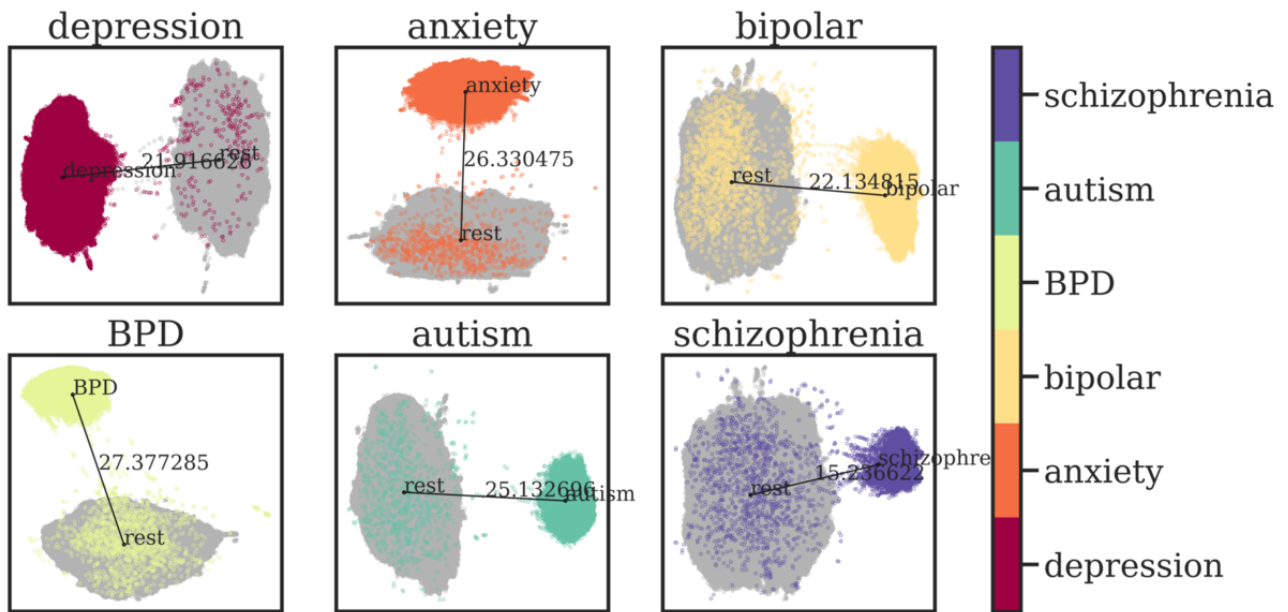 depression
anxiety
bipolar
depression
21.916626
rest
anxiety
26.330475
rest
rest
22.134815
bipolar
BPD
autism
schizophrenia
BPD
27.377285
rest
rest
25.132696
autism
rest
15.236622
schizophre
schizophrenia
autism
BPD
bipolar
anxiety
depression